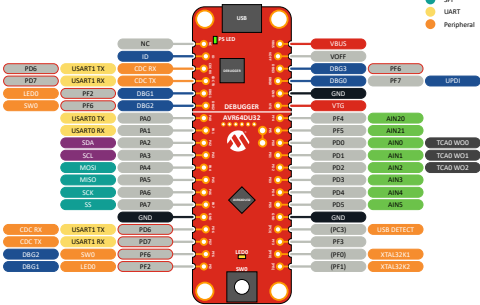 SPI
UART
Peripheral
USB
PS LED
NC
VBUS
ID
VOFF
PD6 USART1 TX CDC RX
DBG3 PF6
PD7 USART1 RX CDC TX
DEBUGGER
DBG0 PF7 UPDI
LED0 PF2 DBG1
GND
SW0 PF6 DBG2
DEBUGGER
VTG
USART0 TX PA0
AVR64DU32
PF4 AIN20
USART0 RX PA1
PF5 AIN21
SDA PA2
PD0 AIN0 TCA0 WO0
SCL PA3
PD1 AIN1 TCA0 WO1
MOSI PA4
PD2 AIN2 TCA0 WO2
MISO PA5
PD3 AIN3
SCK PA6
PD4 AIN4
SS PA7
PD5 AIN5
GND
GND
CDC RX USART1 TX PD6
(PC3) USB DETECT
CDC TX USART1 RX PD7
PF3
DBG2 SW0 PF6
LED0
(PF0) XTAL32K1
DBG1 LED0 PF2
SW0
(PF1) XTAL32K2